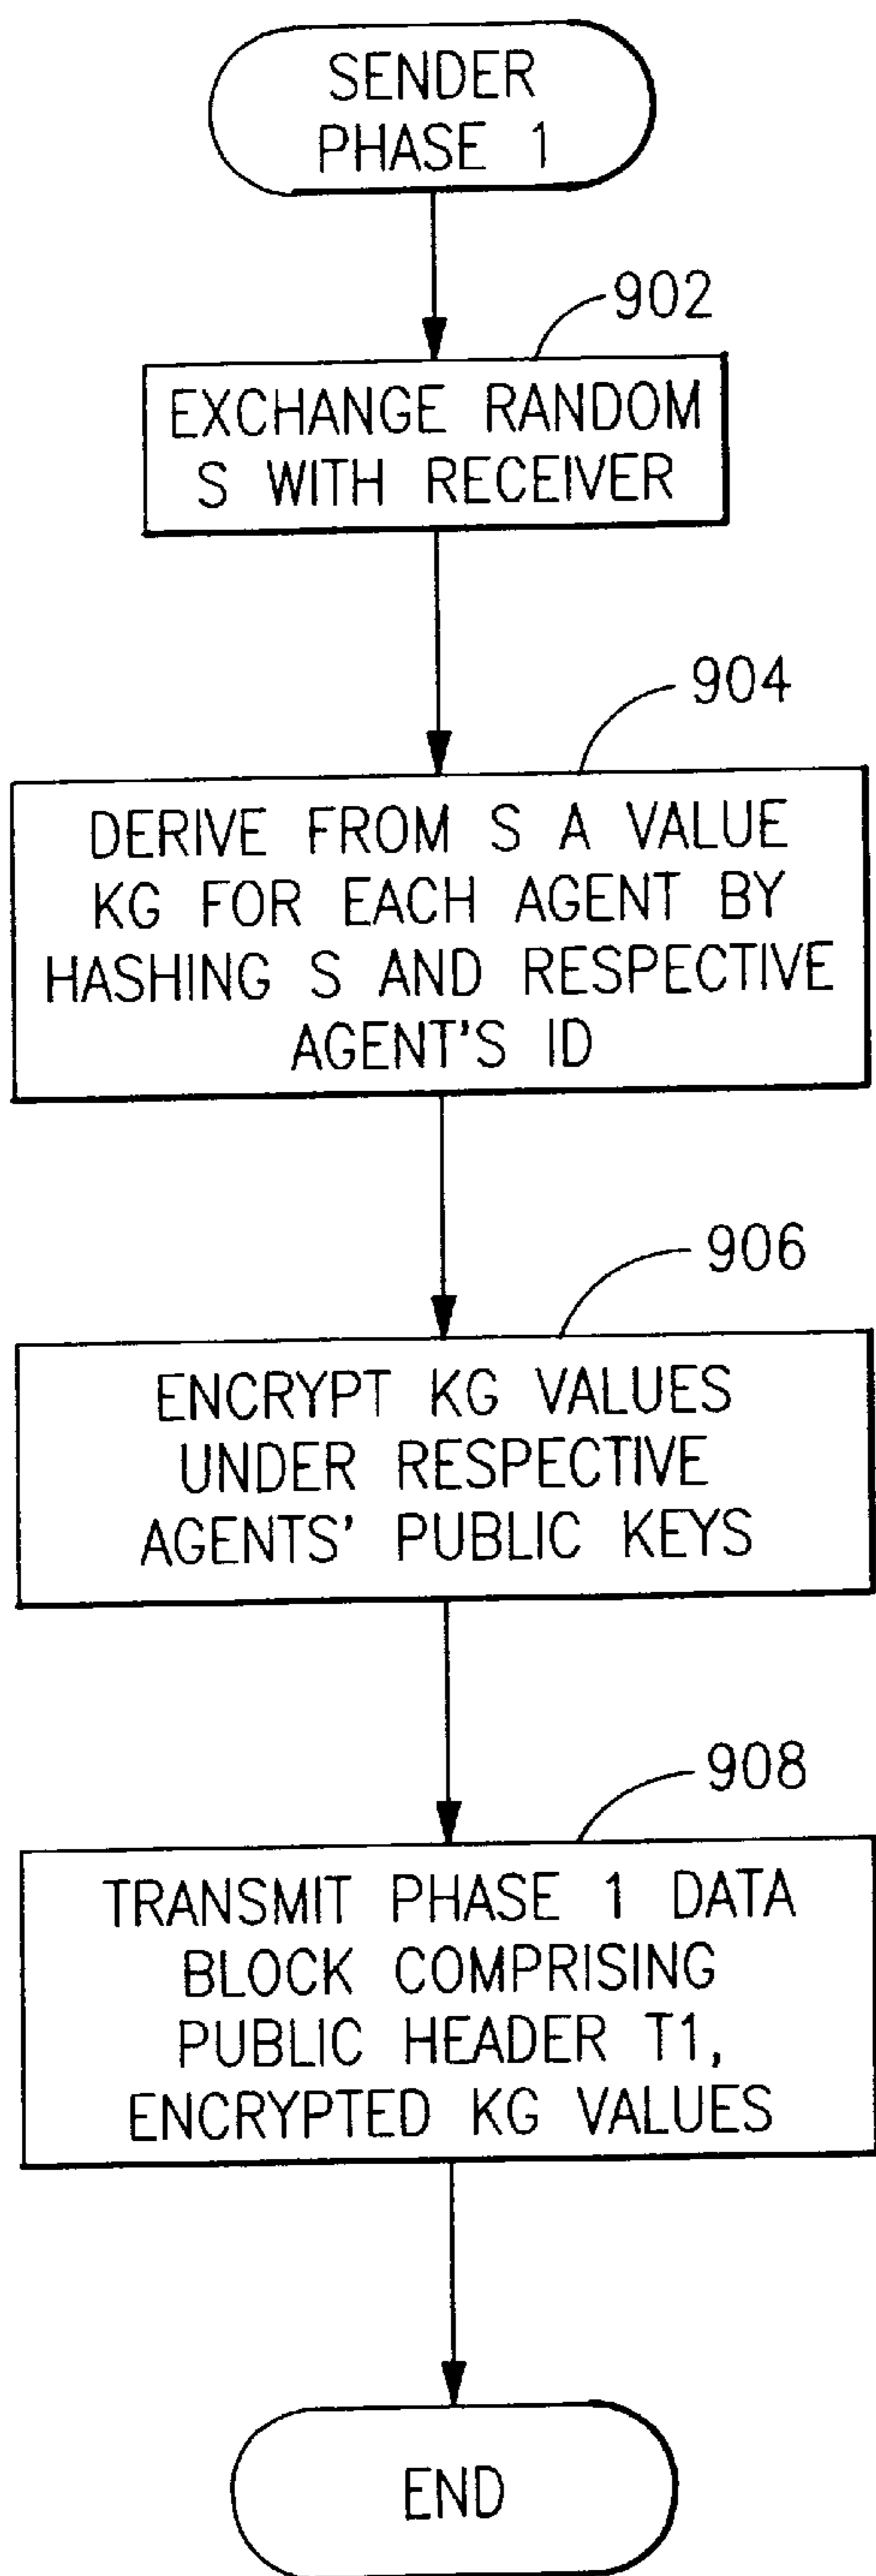 SENDER
PHASE 1
902
EXCHANGE RANDOM
S WITH RECEIVER
904
DERIVE FROM S A VALUE
KG FOR EACH AGENT BY
HASHING S AND RESPECTIVE
AGENT'S ID
906
ENCRYPT KG VALUES
UNDER RESPECTIVE
AGENTS' PUBLIC KEYS
908
TRANSMIT PHASE 1 DATA
BLOCK COMPRISING
PUBLIC HEADER T1,
ENCRYPTED KG VALUES
END